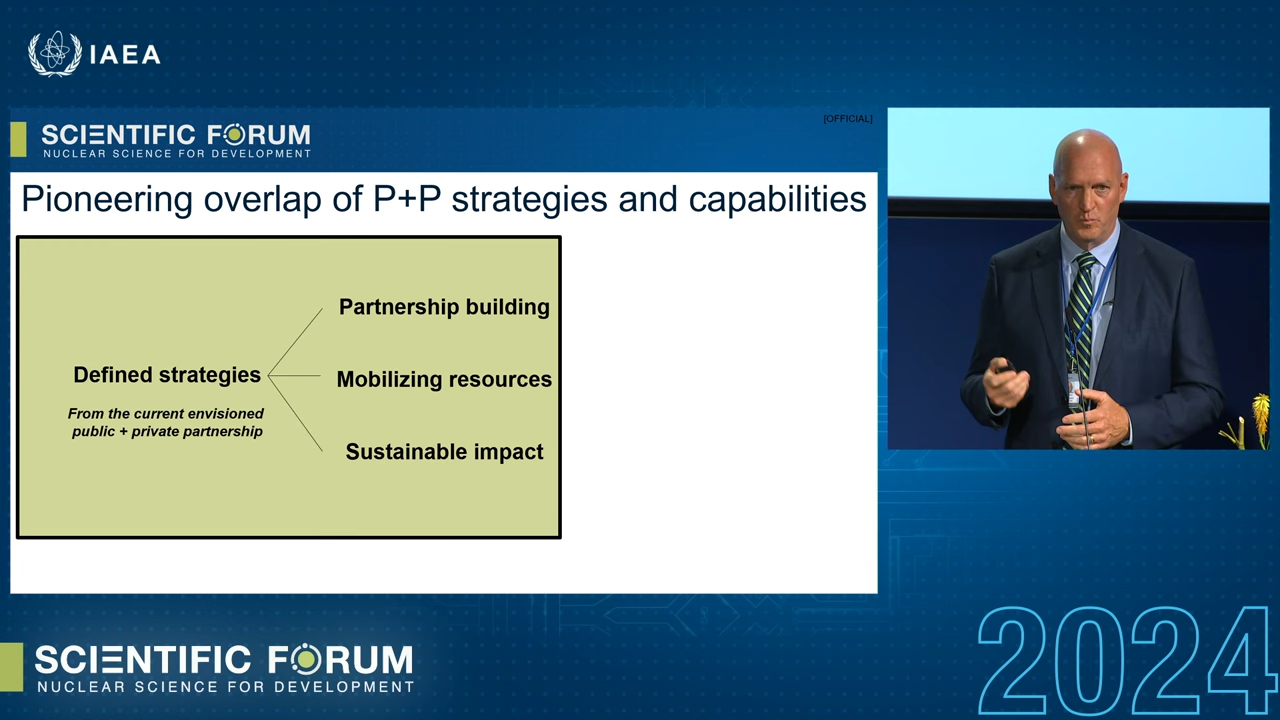 IAEA
SCIENTIFIC FORUM
NUCLEAR SCIENCE FOR DEVELOPMENT
[OFFICIAL]
Pioneering overlap of P+P strategies and capabilities
Defined strategies
From the current envisioned
public + private partnership
Partnership building
Mobilizing resources
Sustainable impact
SCIENTIFIC FORUM
NUCLEAR SCIENCE FOR DEVELOPMENT
2024